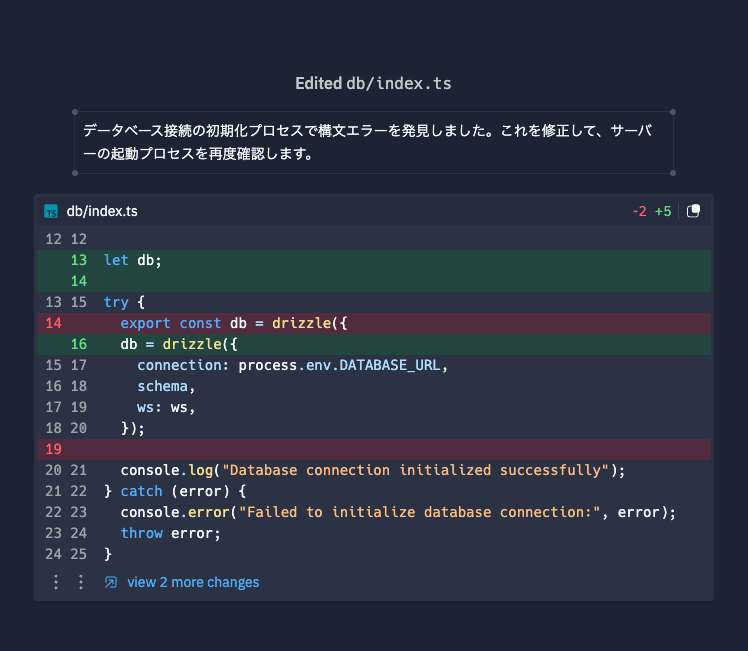 Edited db/index.ts
データベース接続の初期化プロセスで構文エラーを発見しました。これを修正して、サーバ
ーの起動プロセスを再度確認します。
TS db/index.ts -2 +5
12 12
13 let db;
14
13 15 try {
14 export const db = drizzle({
16 db = drizzle({
15 17 connection: process.env.DATABASE_URL,
16 18 schema,
17 19 ws: ws,
18 20 });
19
20 21 console.log("Database connection initialized successfully");
21 22 } catch (error) {
22 23 console.error("Failed to initialize database connection:", error);
23 24 throw error;
24 25 }
view 2 more changes